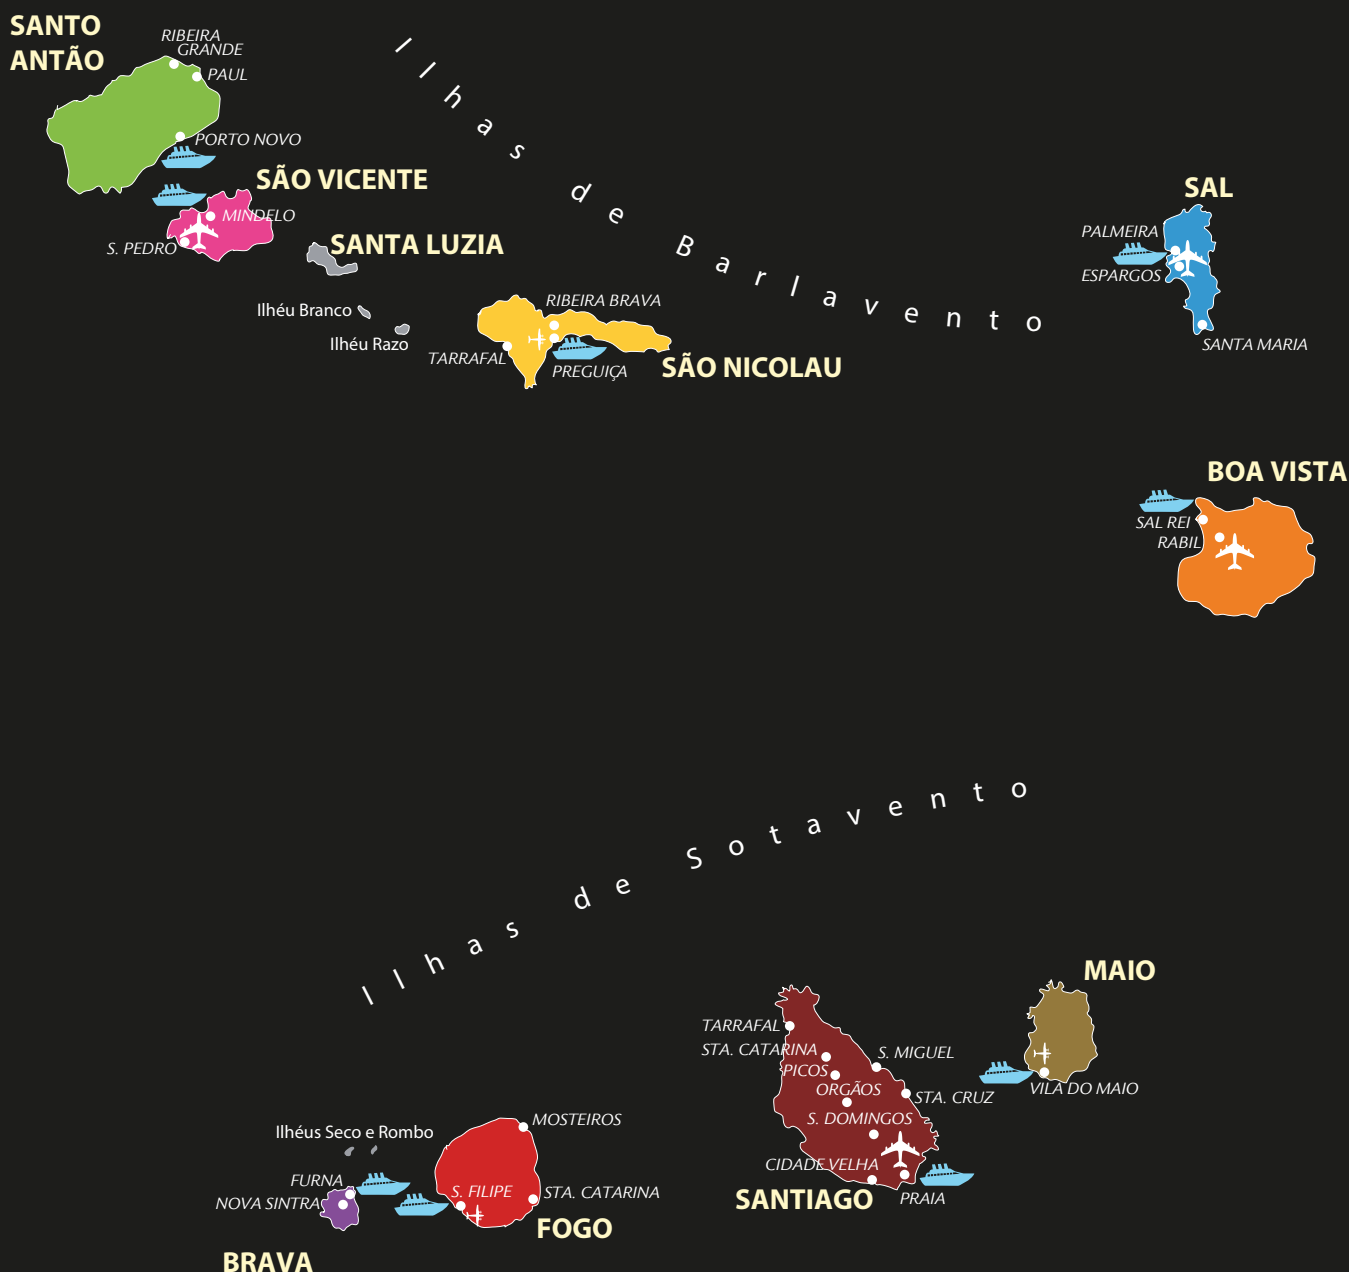 SANTO
ANTÃO
RIBEIRA
GRANDE
PAUL
PORTO NOVO
Ilhas de Barlavento
SÃO VICENTE
MINDELO
S. PEDRO
SANTA LUZIA
Ilhéu Branco
Ilhéu Razo
RIBEIRA BRAVA
TARRAFAL
PREGUIÇA
SÃO NICOLAU
SAL
PALMEIRA
ESPARGOS
SANTA MARIA
BOA VISTA
SAL REI
RABIL
Ilhas de Sotavento
MAIO
VILA DO MAIO
TARRAFAL
STA. CATARINA
S. MIGUEL
PICOS
ORGÃOS
STA. CRUZ
S. DOMINGOS
CIDADE VELHA
PRAIA
SANTIAGO
MOSTEIROS
Ilhéus Seco e Rombo
FURNA
NOVA SINTRA
S. FILIPE
STA. CATARINA
FOGO
BRAVA